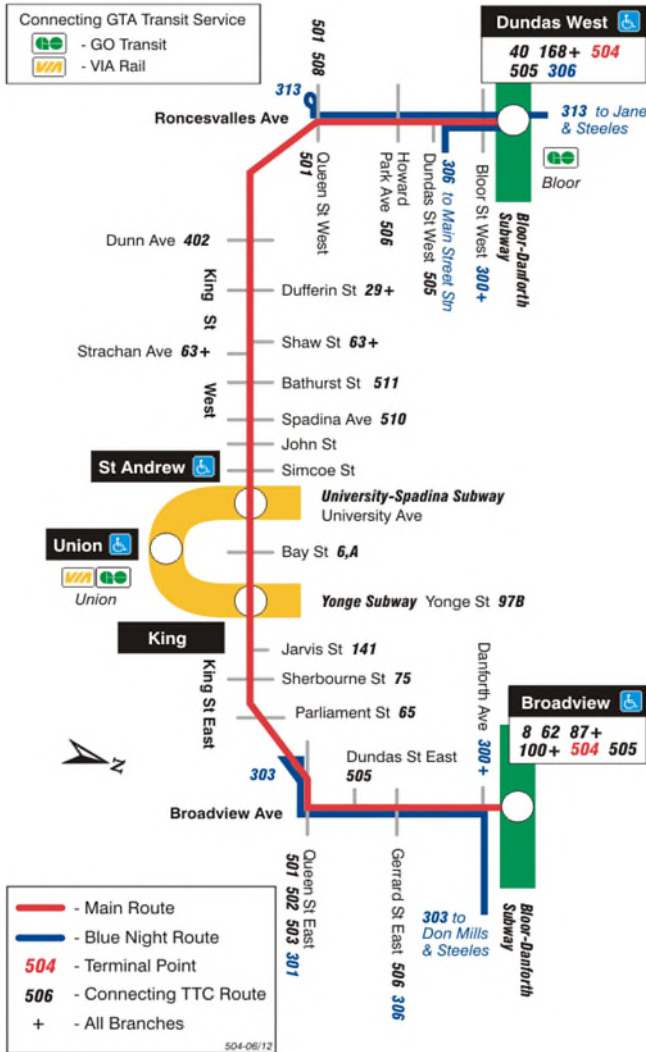 Connecting GTA Transit Service
GO - GO Transit
VIA - VIA Rail
Dundas West
40 168+ 504
505 306
501 508
313
Roncesvalles Ave
313 to Jane
& Steeles
GO
Bloor
Queen St West
501
Howard
Park Ave 506
Dundas St West
505
306 to Main Street Stn
Bloor St West 300+
Bloor-Danforth
Subway
Dunn Ave 402
King St West
Dufferin St 29+
Shaw St 63+
Strachan Ave 63+
Bathurst St 511
Spadina Ave 510
John St
St Andrew
Simcoe St
University-Spadina Subway
University Ave
Union
Bay St 6,A
VIA GO
Union
Yonge Subway Yonge St 97B
King
King St East
Jarvis St 141
Sherbourne St 75
Parliament St 65
Danforth Ave
300+
Broadview
8 62 87+
100+ 504 505
N
303
Dundas St East
505
Broadview Ave
Queen St East
501 502 503 301
Gerrard St East
506 306
303 to
Don Mills
& Steeles
Bloor-Danforth
Subway
- Main Route
- Blue Night Route
504 - Terminal Point
506 - Connecting TTC Route
+ - All Branches
504-06/12